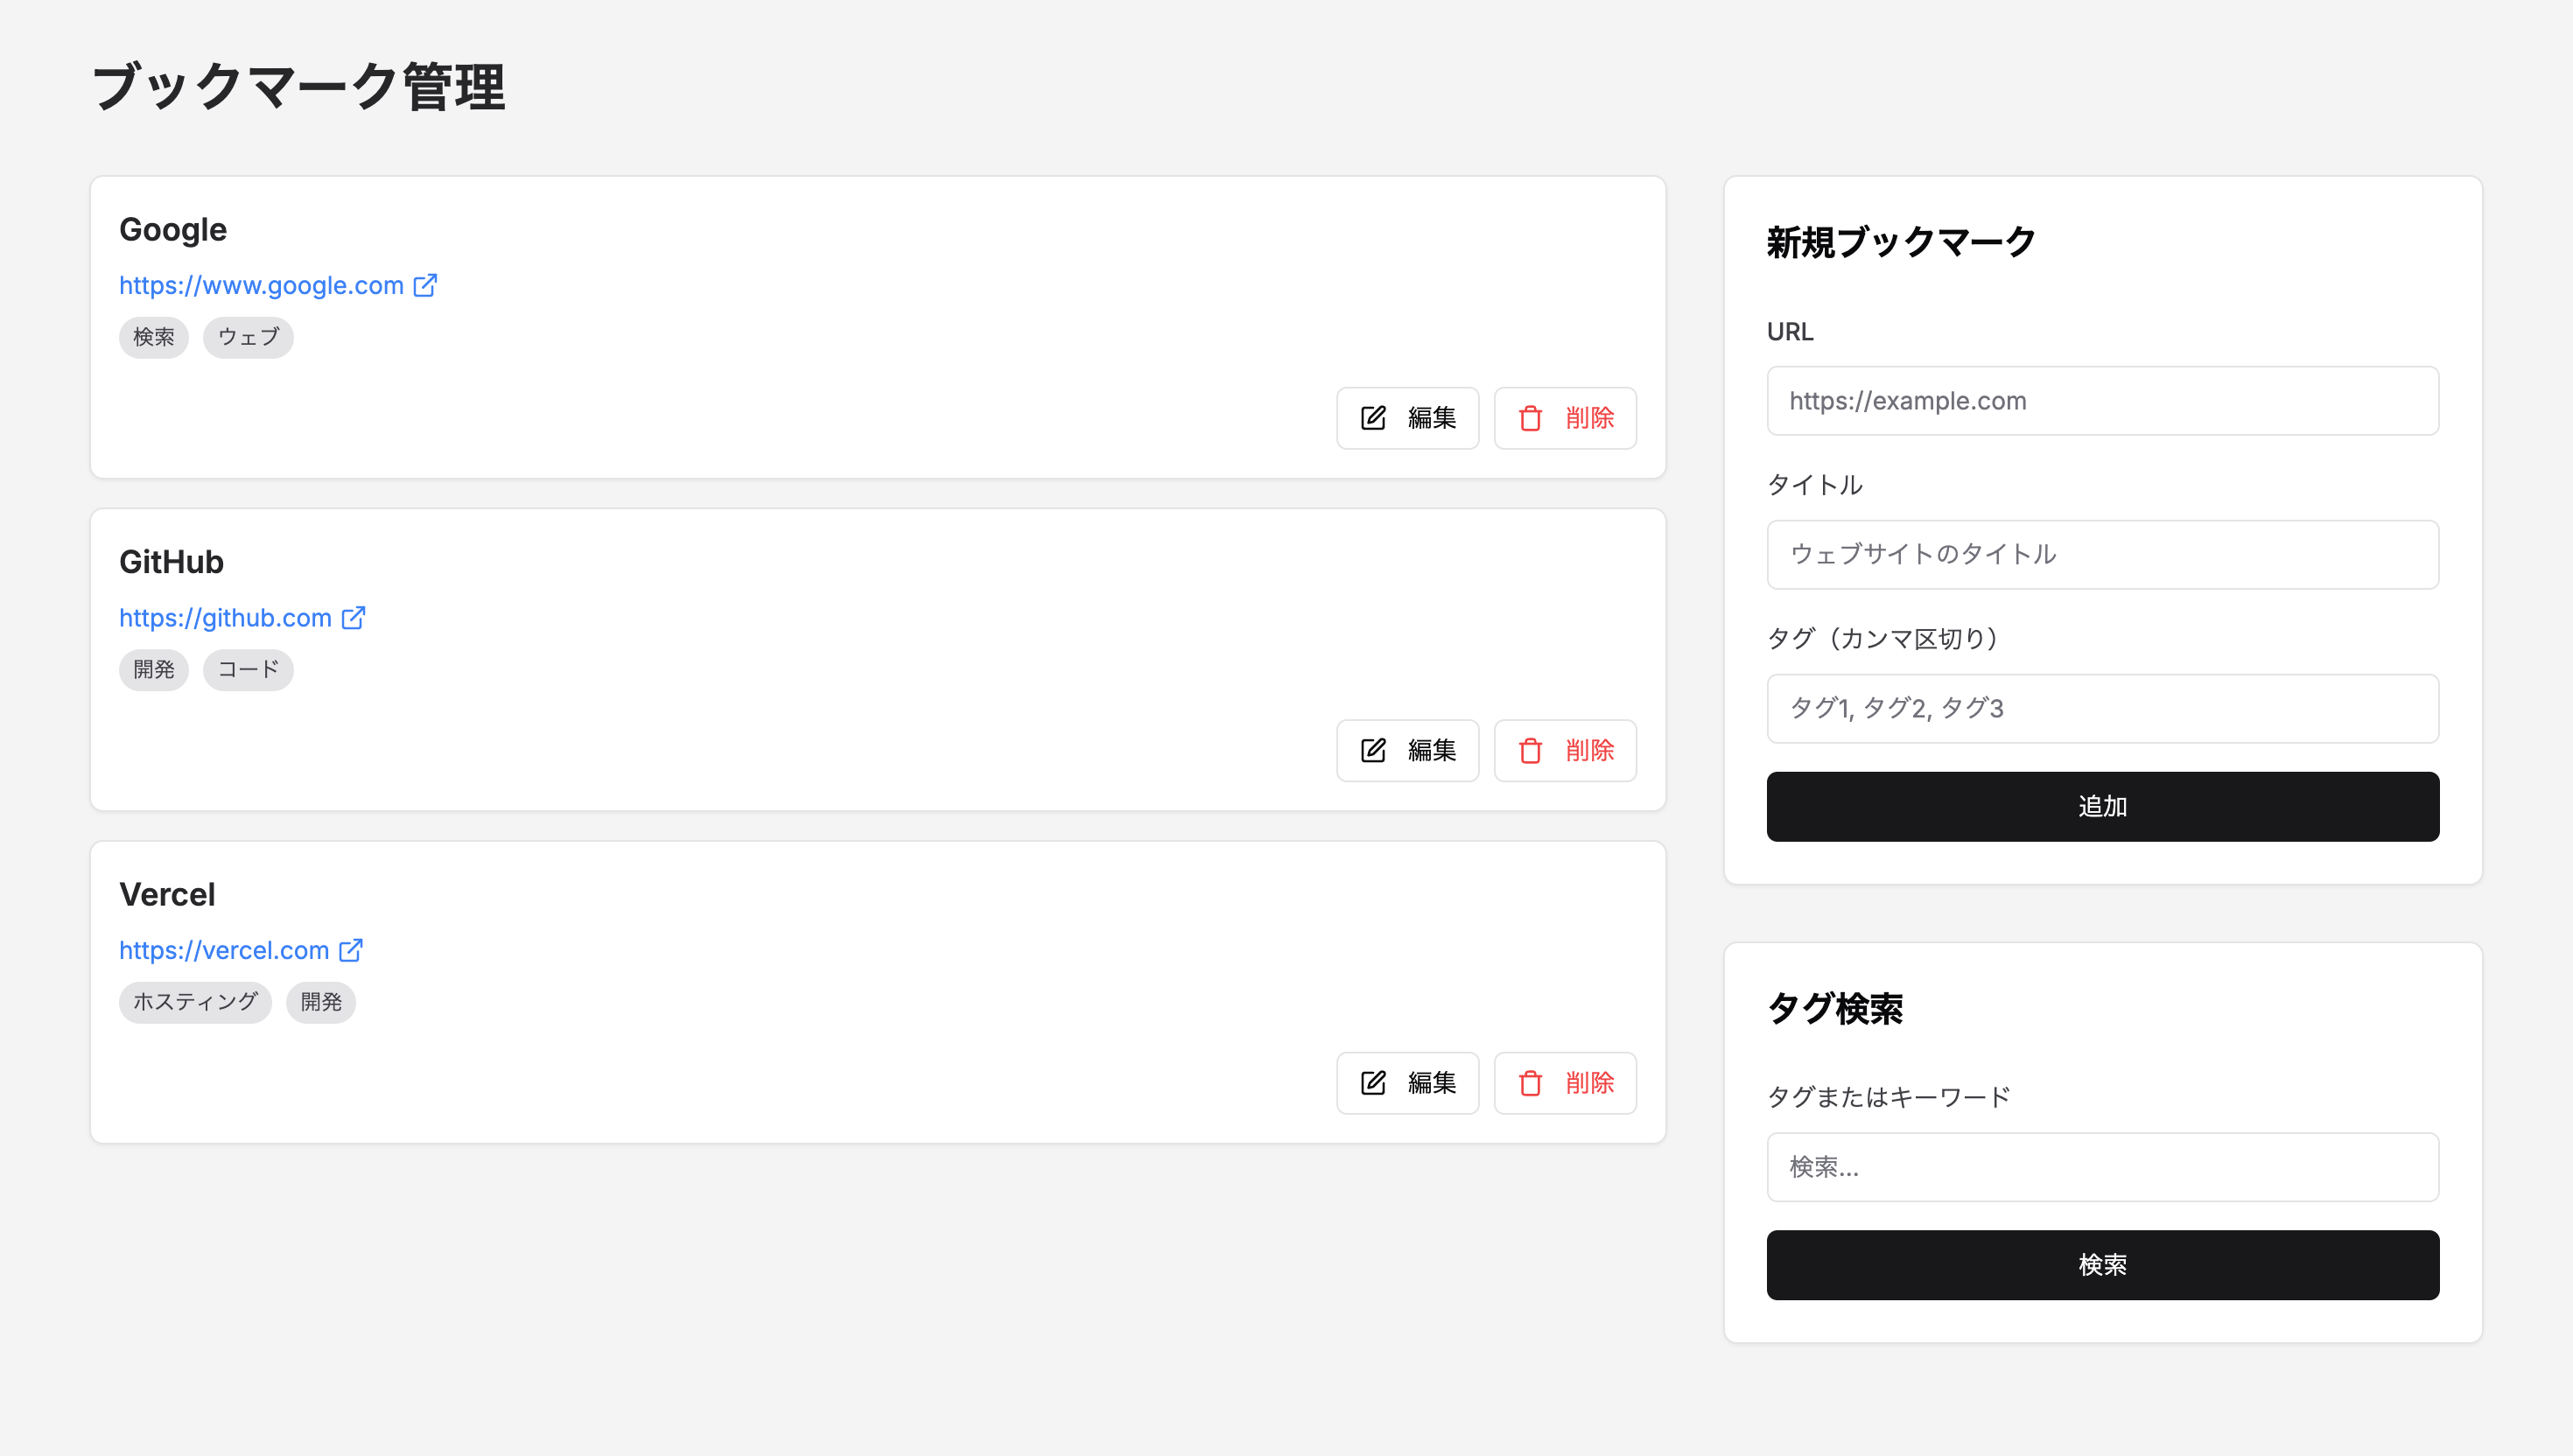 ブックマーク管理
Google
https://www.google.com
検索 ウェブ
編集 削除
GitHub
https://github.com
開発 コード
編集 削除
Vercel
https://vercel.com
ホスティング 開発
編集 削除
新規ブックマーク
URL
https://example.com
タイトル
ウェブサイトのタイトル
タグ（カンマ区切り）
タグ1, タグ2, タグ3
追加
タグ検索
タグまたはキーワード
検索...
検索